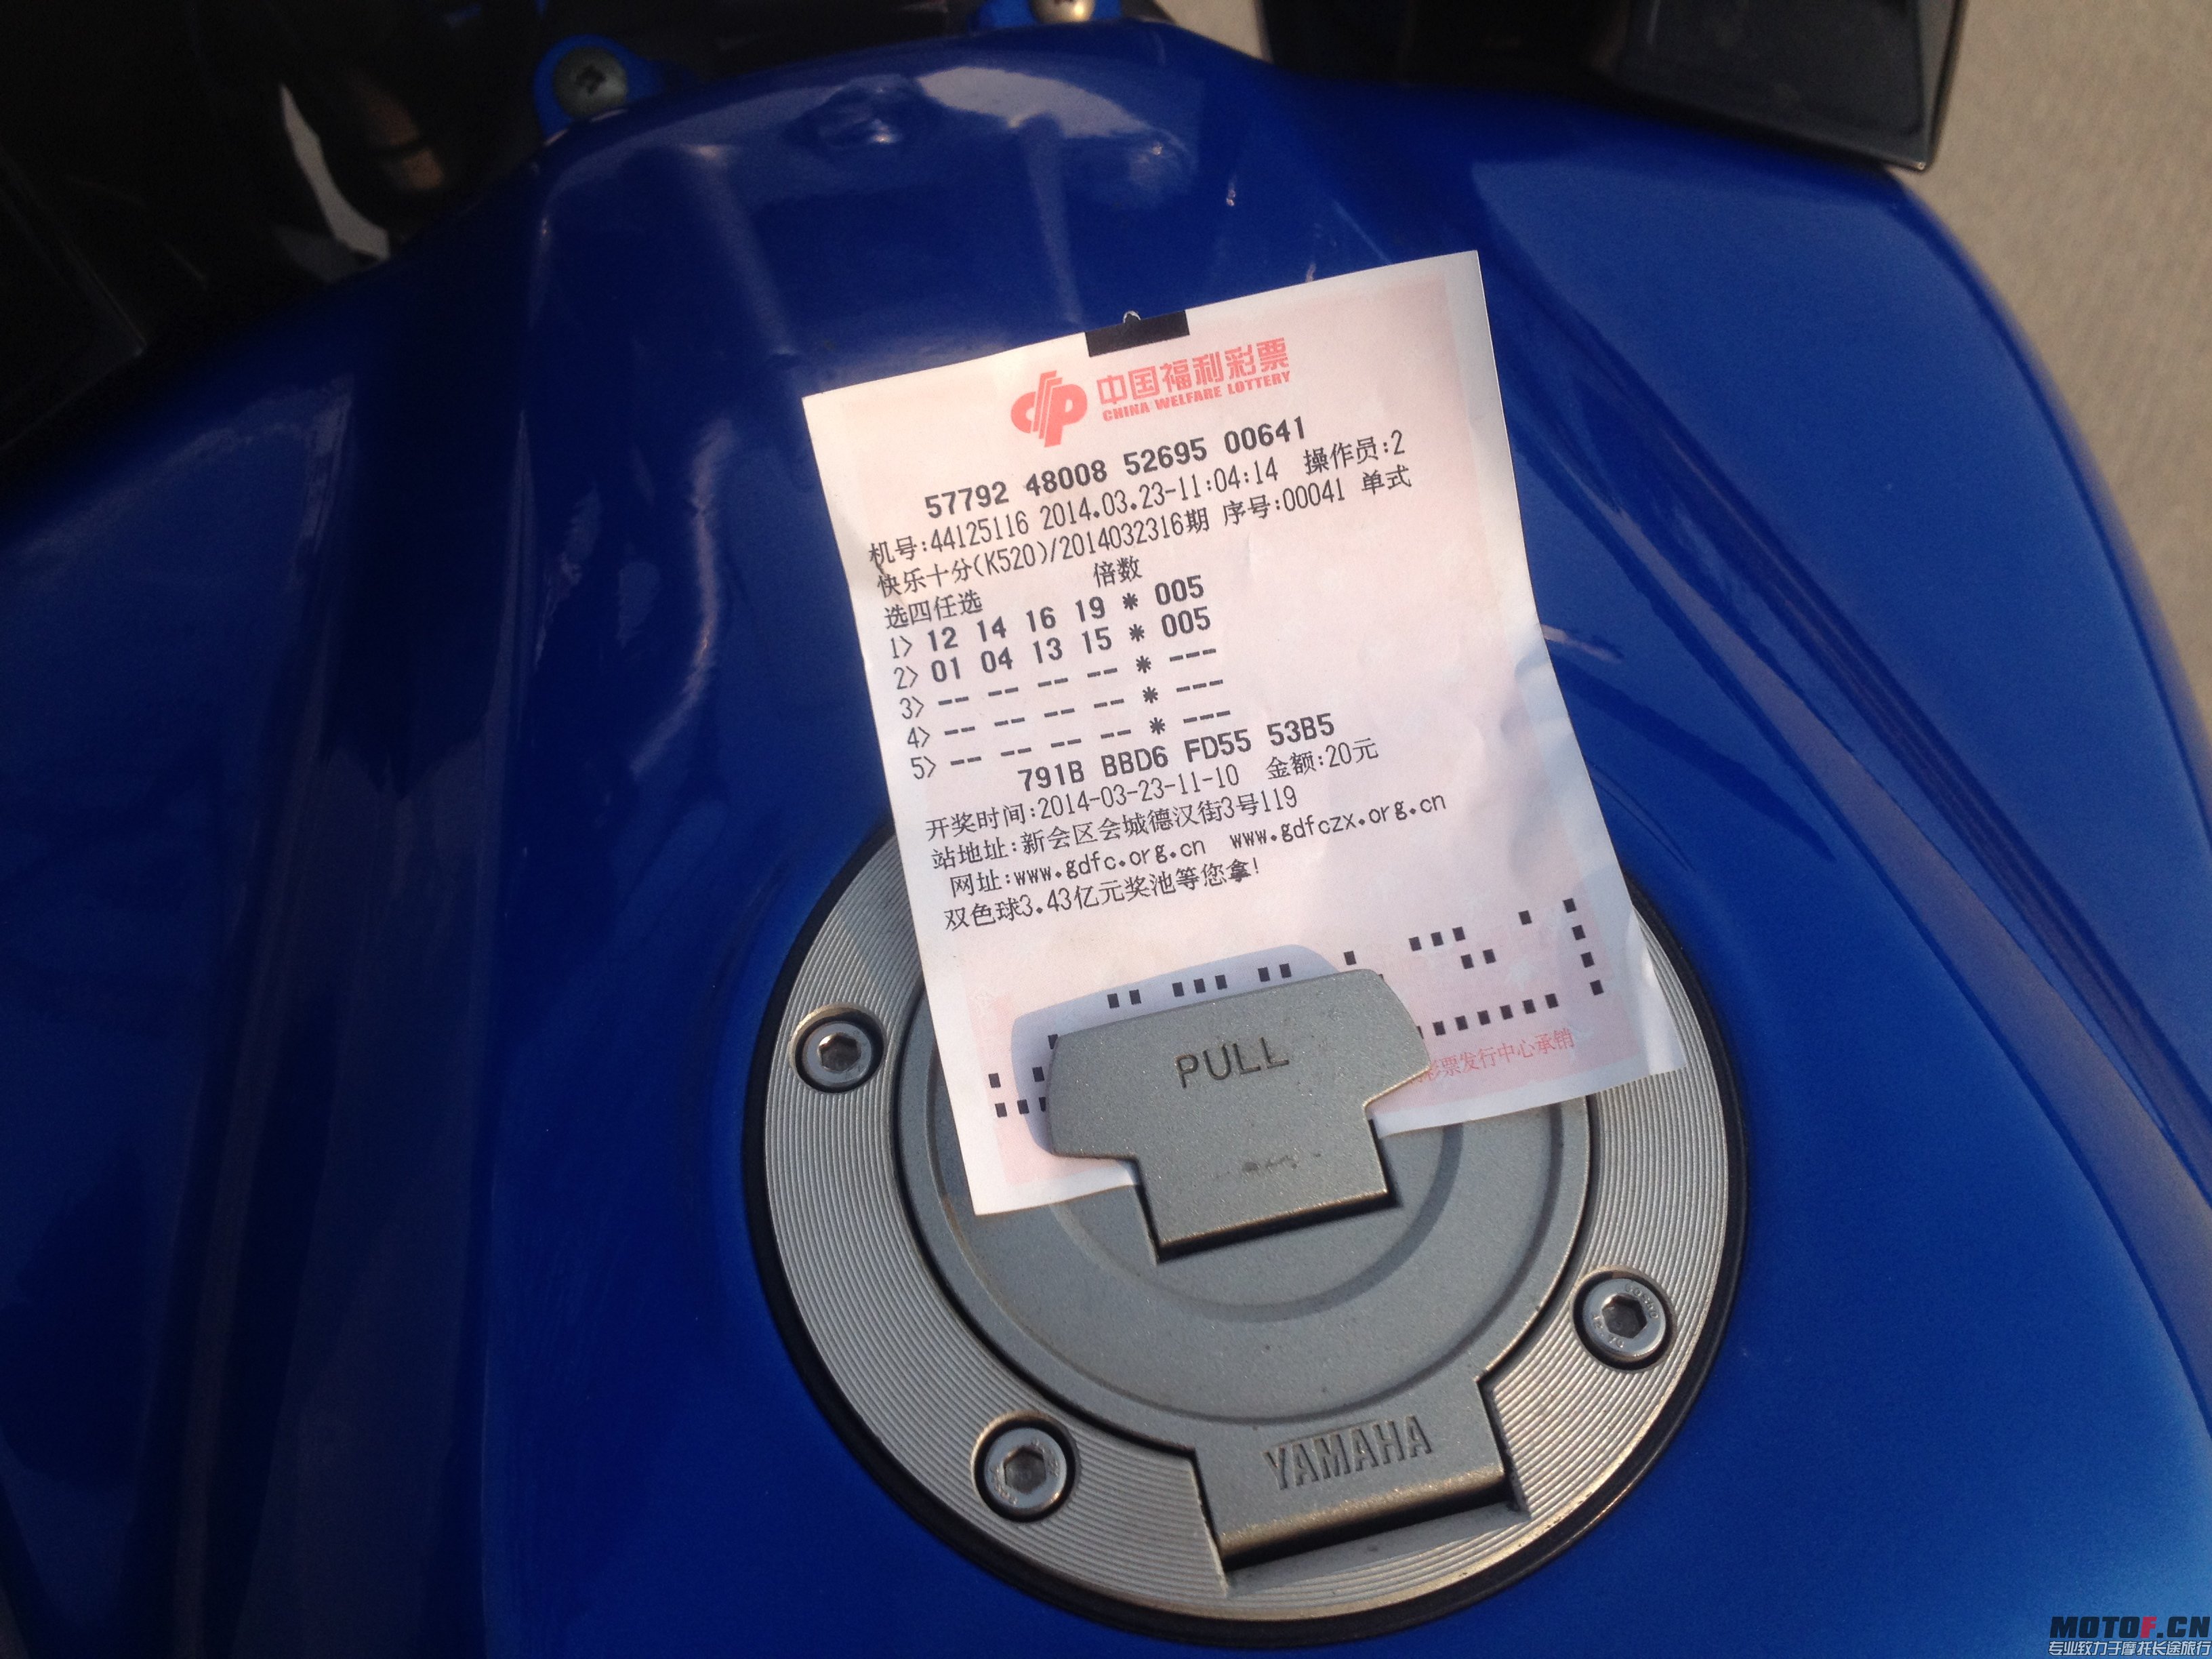 中国福利彩票
CHINA WELFARE LOTTERY
57792 48008 52695 00641
机号:44125116 2014.03.23-11:04:14 操作员:2
快乐十分(K520)/2014032316期 序号:00041 单式
选四任选 倍数
1> 12 14 16 19 * 005
2> 01 04 13 15 * 005
3> -- -- -- -- * ---
4> -- -- -- -- * ---
5> -- -- -- -- * ---
791B BBD6 FD55 53B5
开奖时间:2014-03-23-11-10 金额:20元
站地址:新会区会城德汉街3号119
网址:www.gdfc.org.cn www.gdfczx.org.cn
双色球3.43亿元奖池等您拿!
彩票发行中心承销
PULL
YAMAHA
MOTOF.CN
专业致力于摩托长途旅行